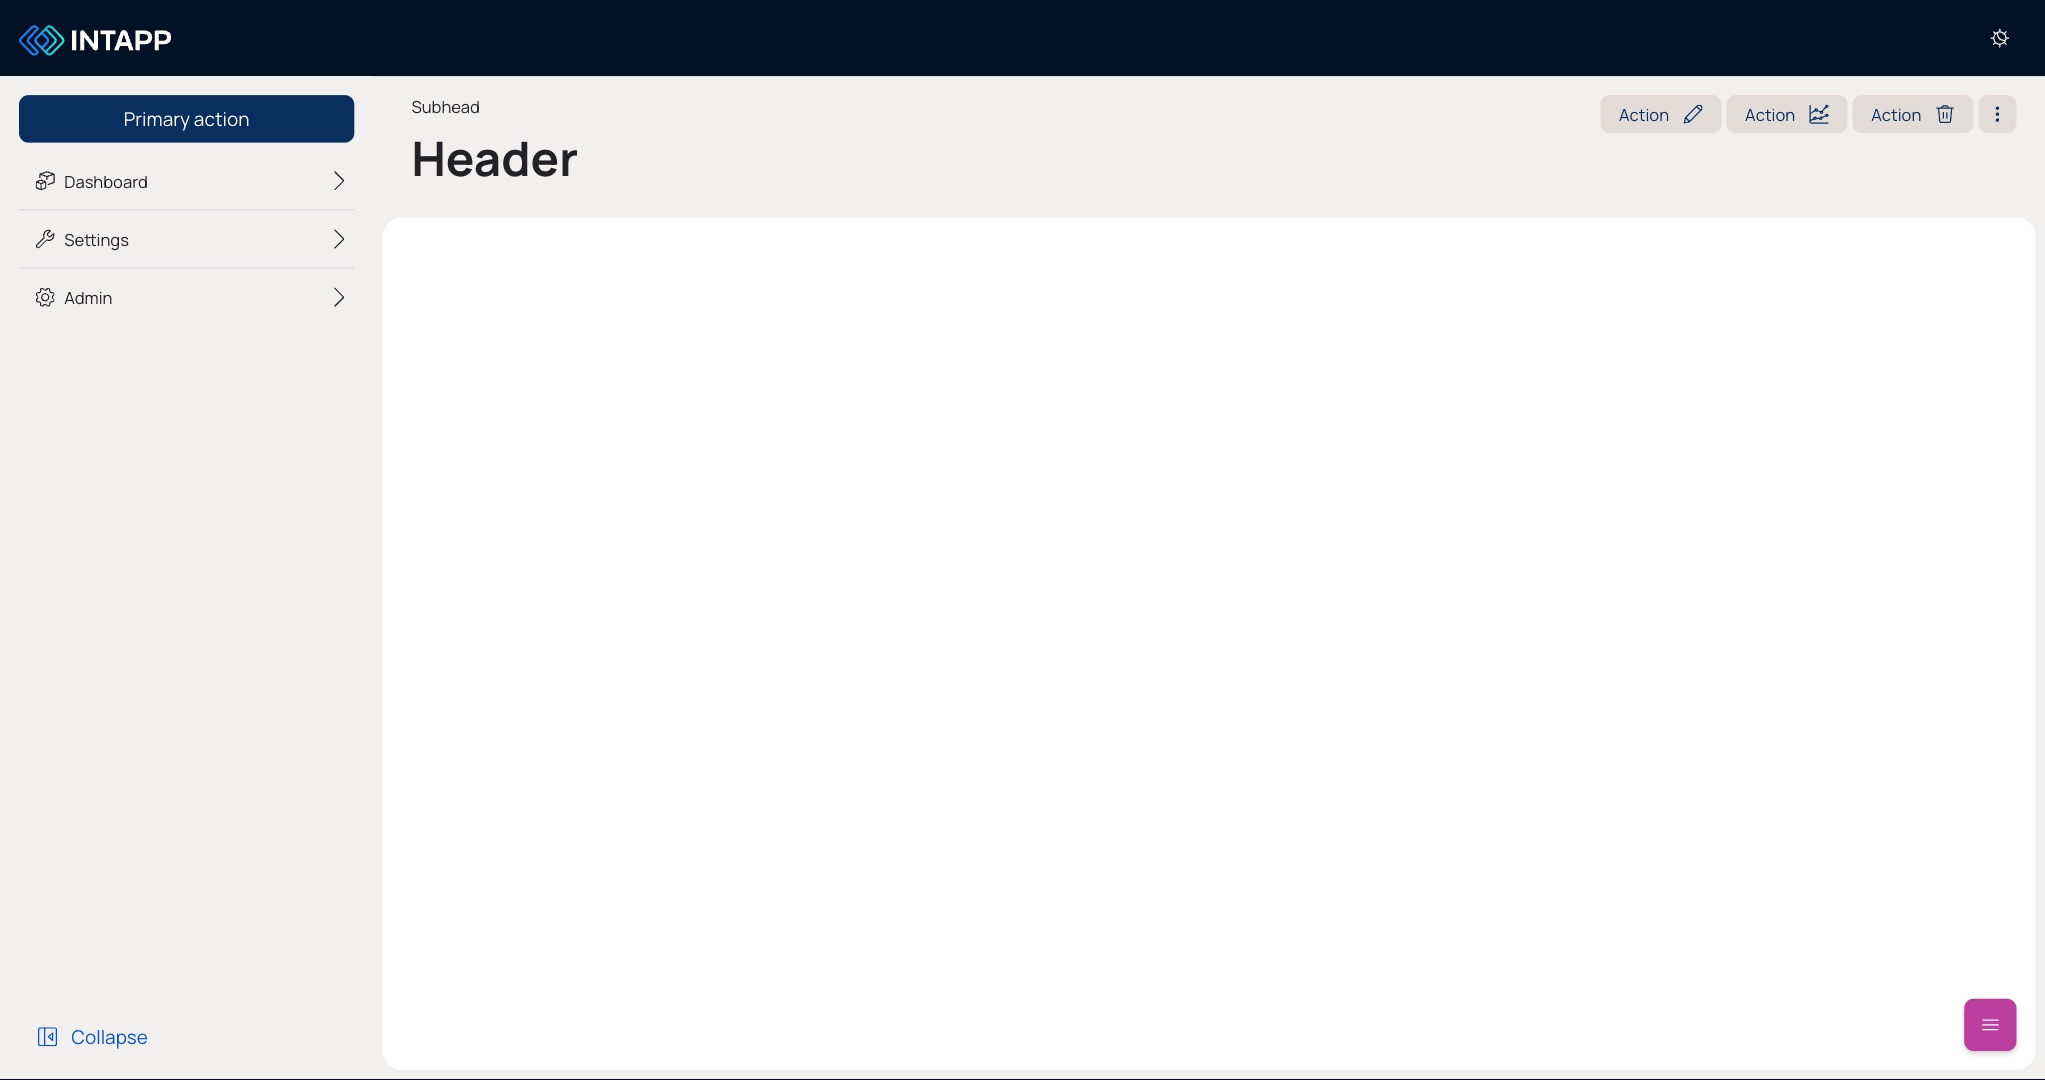 INTAPP
Primary action
Dashboard
Settings
Admin
Collapse
Subhead
Header
Action
Action
Action